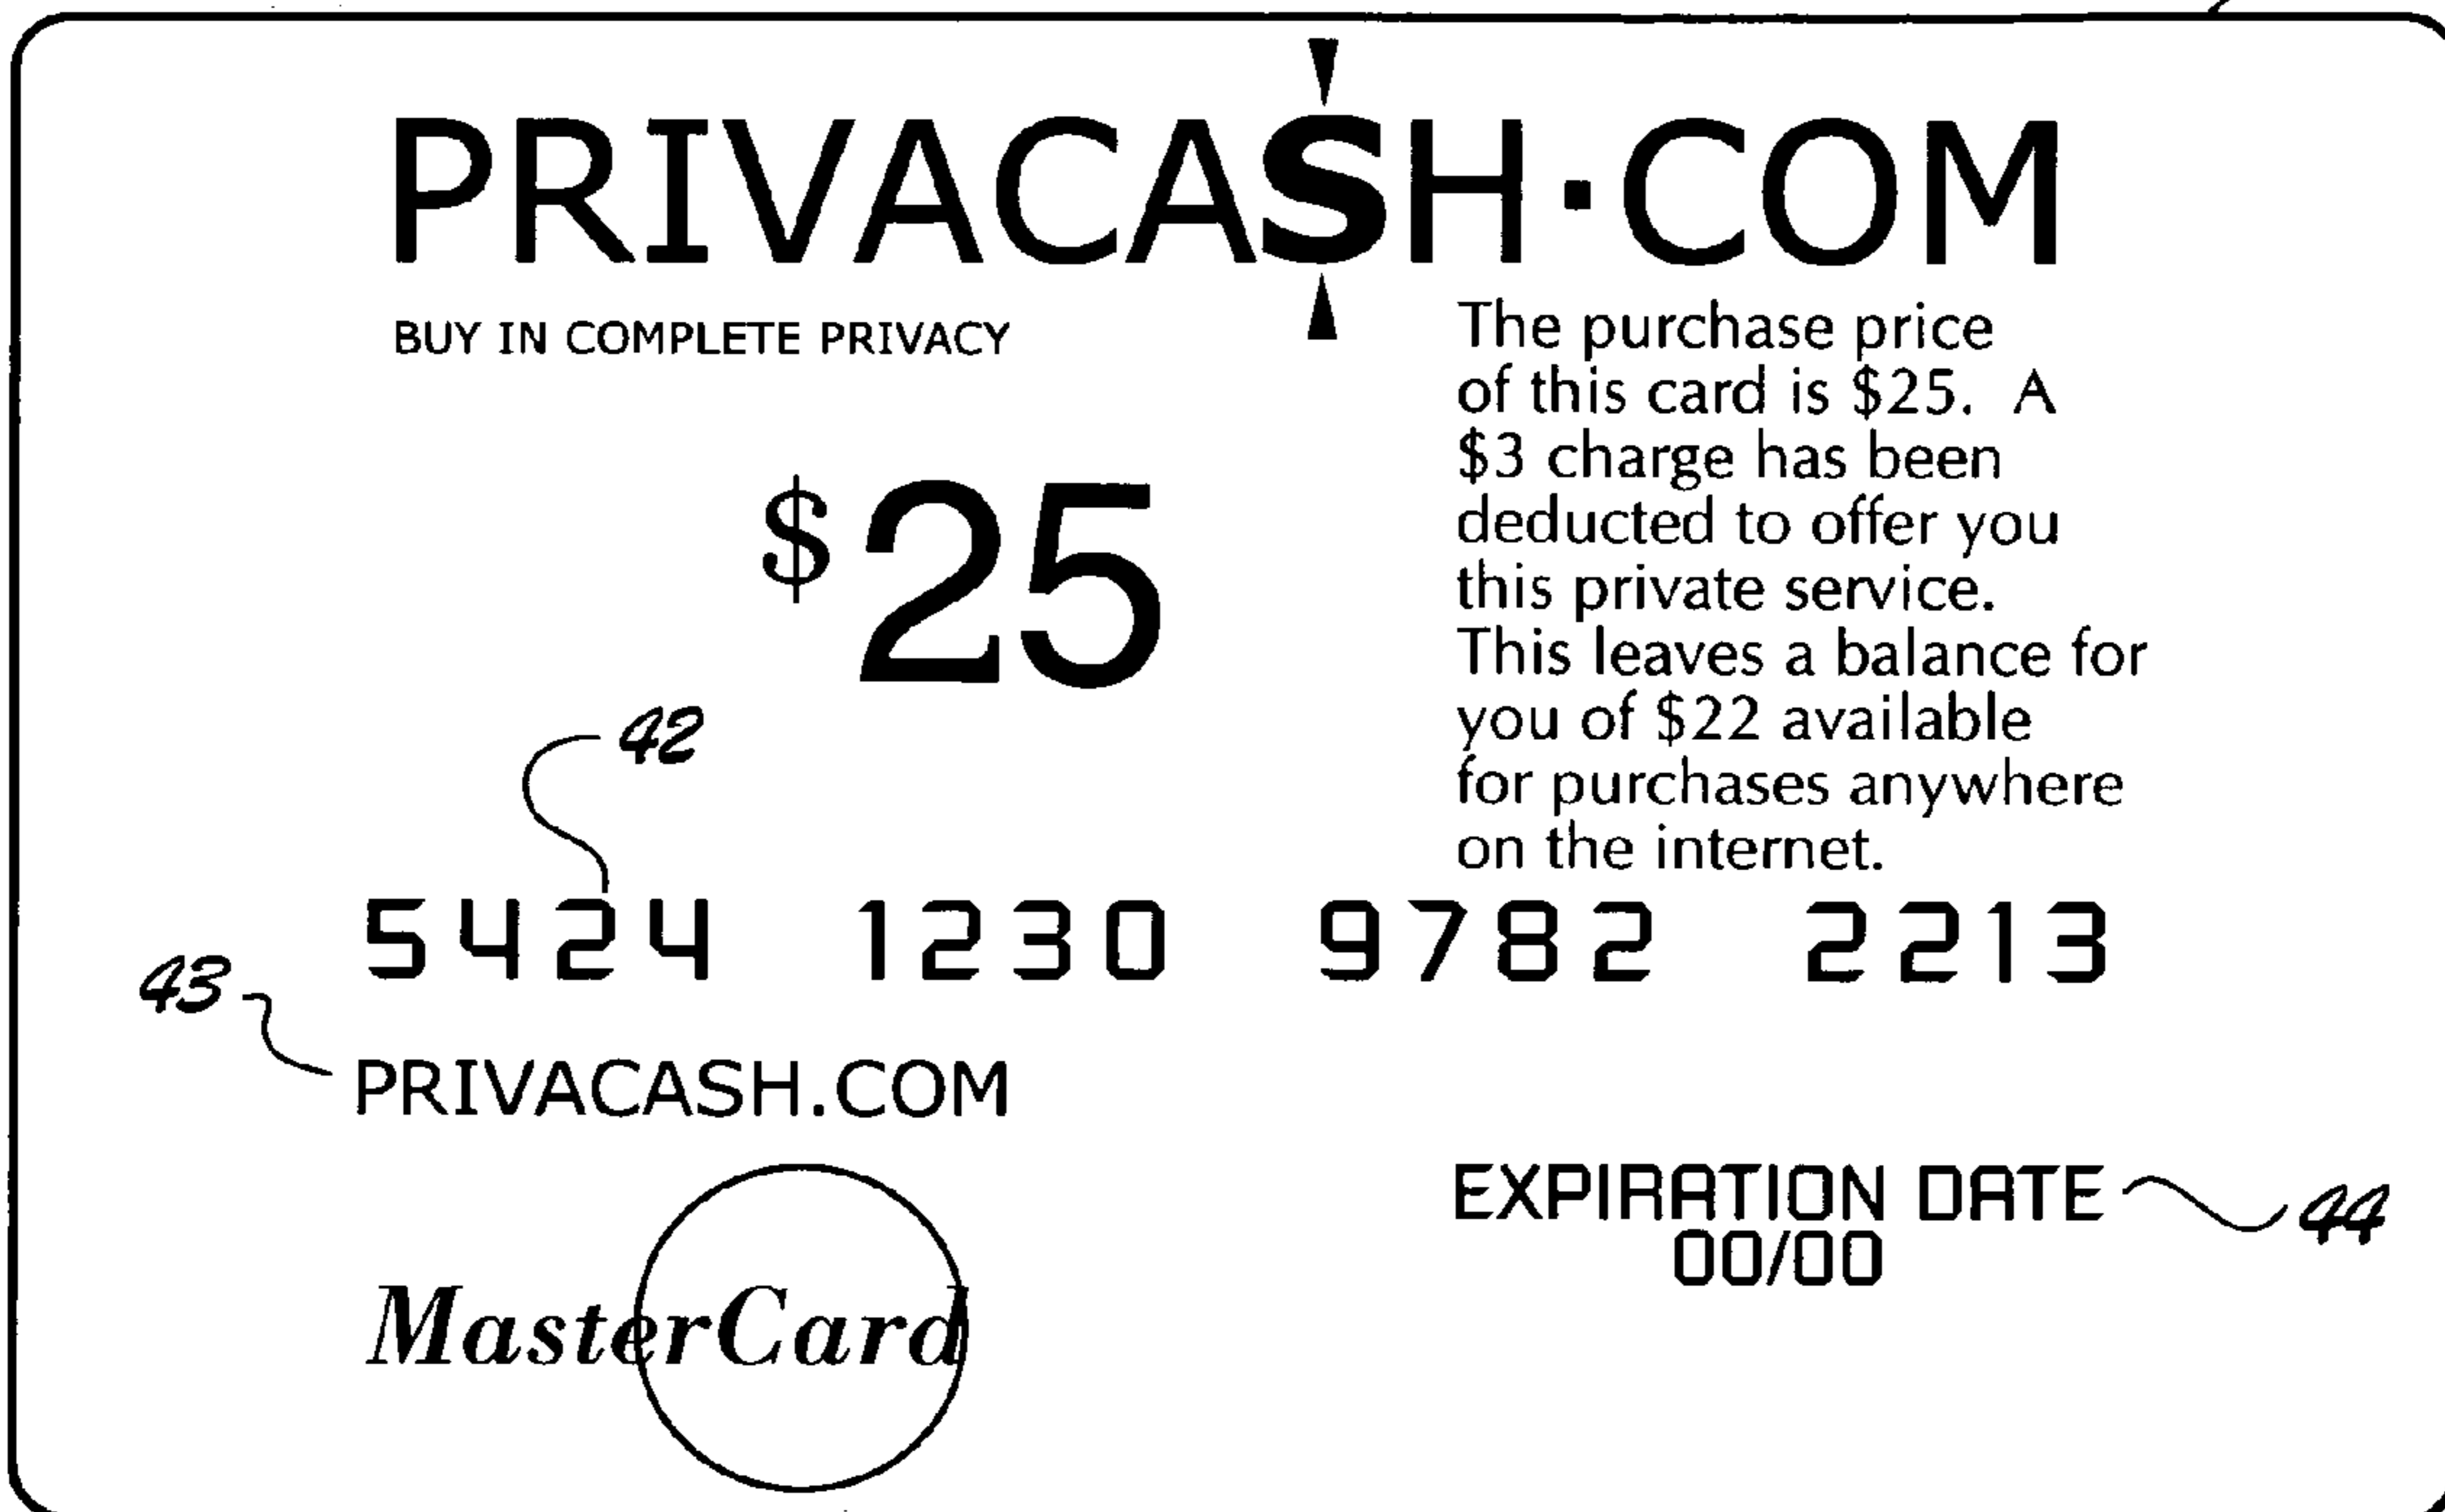 PRIVACASH·COM
BUY IN COMPLETE PRIVACY
The purchase price
of this card is $25. A
$3 charge has been
deducted to offer you
this private service.
This leaves a balance for
you of $22 available
for purchases anywhere
on the internet.
$25
42
5424 1230 9782 2213
43
PRIVACASH.COM
EXPIRATION DATE
44
00/00
MasterCard